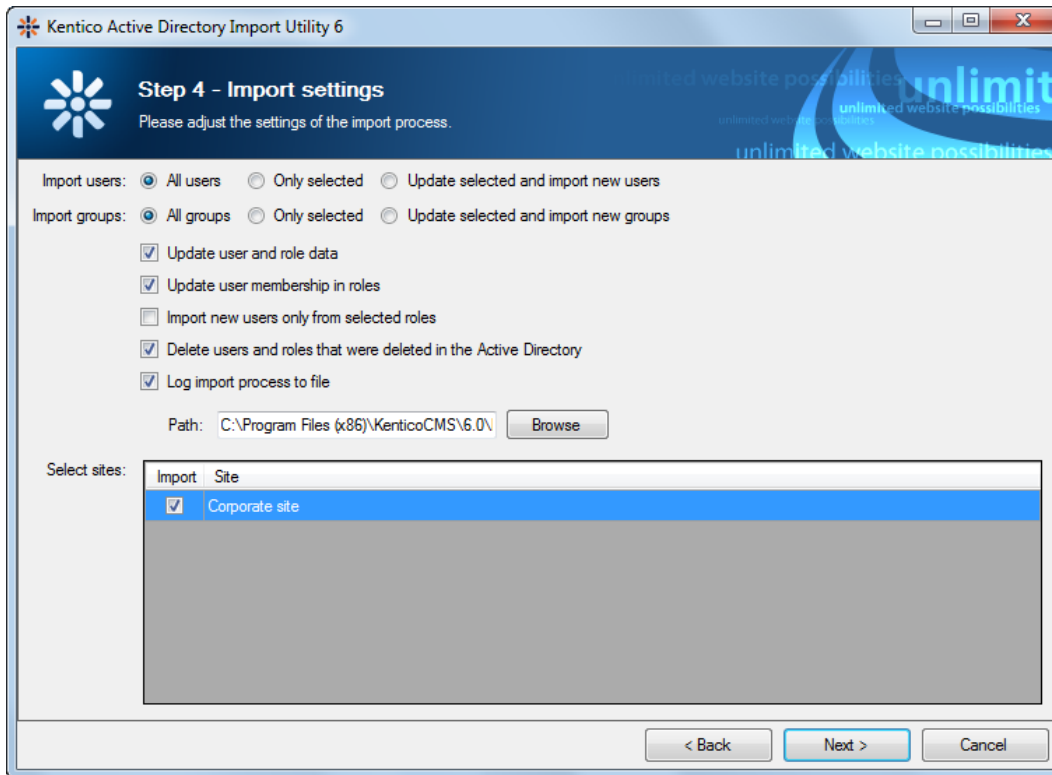 Kentico Active Directory Import Utility 6
Step 4 - Import settings
Please adjust the settings of the import process.
unlimited website possibilities
unlimit
unlimited website possibilities
unlimited website possibilities
unlimited website possibilities
Import users: All users Only selected Update selected and import new users
Import groups: All groups Only selected Update selected and import new groups
Update user and role data
Update user membership in roles
Import new users only from selected roles
Delete users and roles that were deleted in the Active Directory
Log import process to file
Path: C:\Program Files (x86)\KenticoCMS\6.0\ Browse
Select sites:
Import Site
Corporate site
< Back Next > Cancel